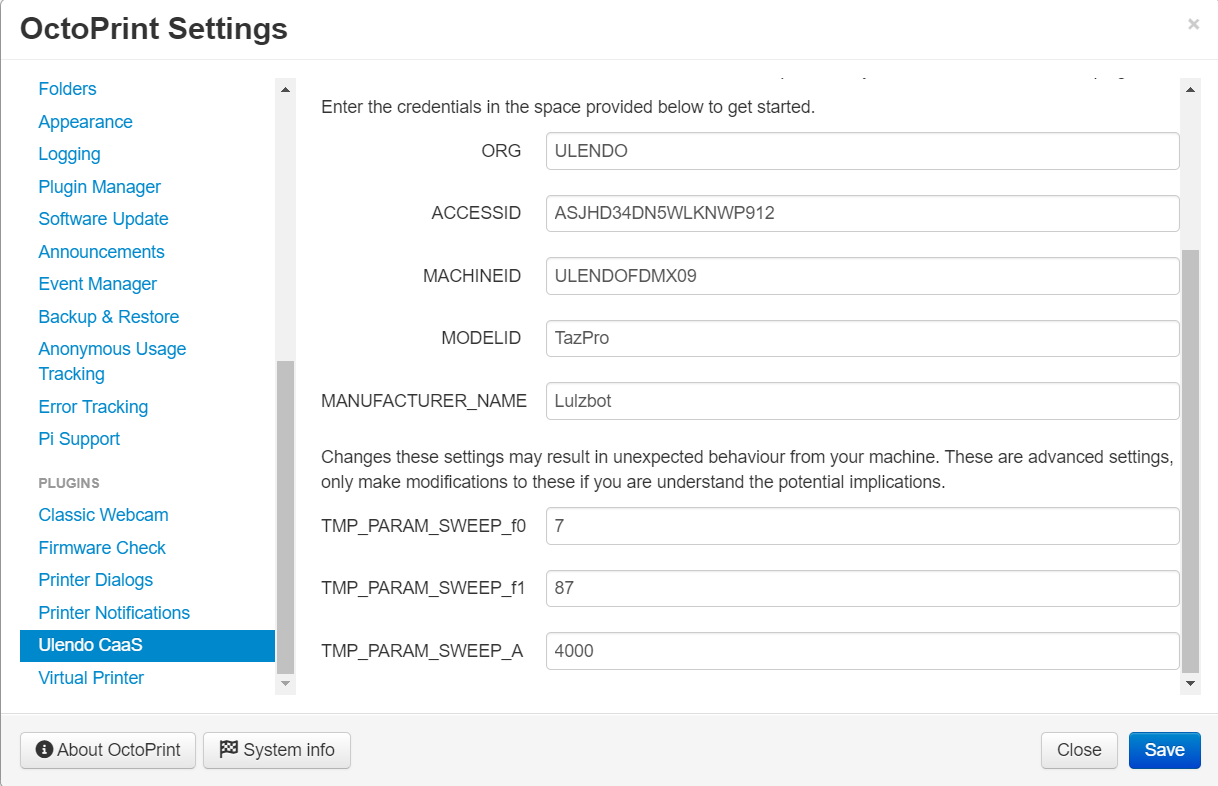 OctoPrint Settings
×
Folders
Appearance
Logging
Plugin Manager
Software Update
Announcements
Event Manager
Backup & Restore
Anonymous Usage
Tracking
Error Tracking
Pi Support
PLUGINS
Classic Webcam
Firmware Check
Printer Dialogs
Printer Notifications
Ulendo CaaS
Virtual Printer
Enter the credentials in the space provided below to get started.
ORG ULENDO
ACCESSID ASJHD34DN5WLKNWP912
MACHINEID ULENDOFDMX09
MODELID TazPro
MANUFACTURER_NAME Lulzbot
Changes these settings may result in unexpected behaviour from your machine. These are advanced settings,
only make modifications to these if you are understand the potential implications.
TMP_PARAM_SWEEP_f0 7
TMP_PARAM_SWEEP_f1 87
TMP_PARAM_SWEEP_A 4000
About OctoPrint System info Close Save